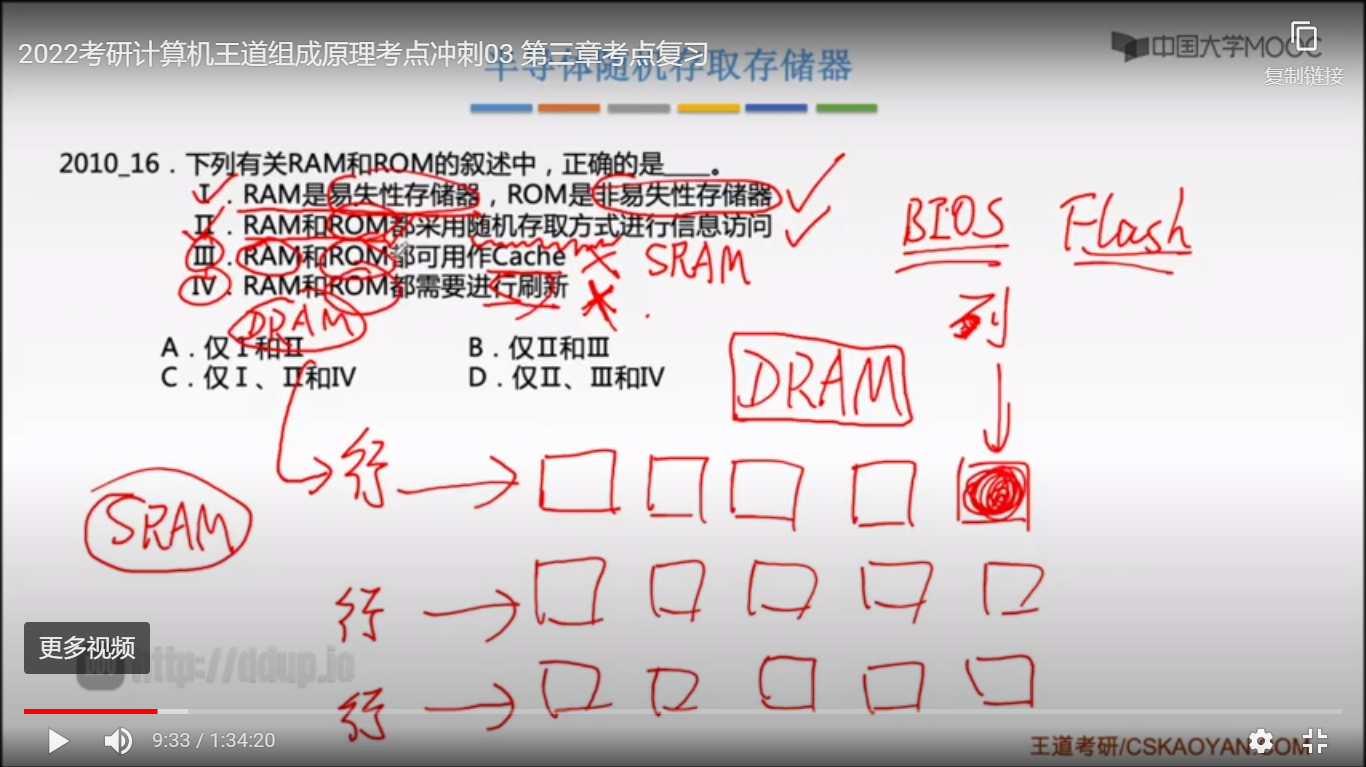 2022考研计算机王道组成原理考点冲刺03 第三章考点复习
半导体随机存取存储器
中国大学MOOC
复制链接
2010_16．下列有关RAM和ROM的叙述中，正确的是____。
Ⅰ．RAM是易失性存储器，ROM是非易失性存储器
Ⅱ．RAM和ROM都采用随机存取方式进行信息访问
Ⅲ．RAM和ROM都可用作Cache
SRAM
Ⅳ．RAM和ROM都需要进行刷新
BIOS Flash
DRAM
列
A．仅Ⅰ和Ⅱ B．仅Ⅱ和Ⅲ
C．仅Ⅰ、Ⅱ和Ⅳ D．仅Ⅱ、Ⅲ和Ⅳ
DRAM
行
SRAM
行
更多视频
http://ddup.io
行
9:33 / 1:34:20
王道考研/CSKAOYAN.COM